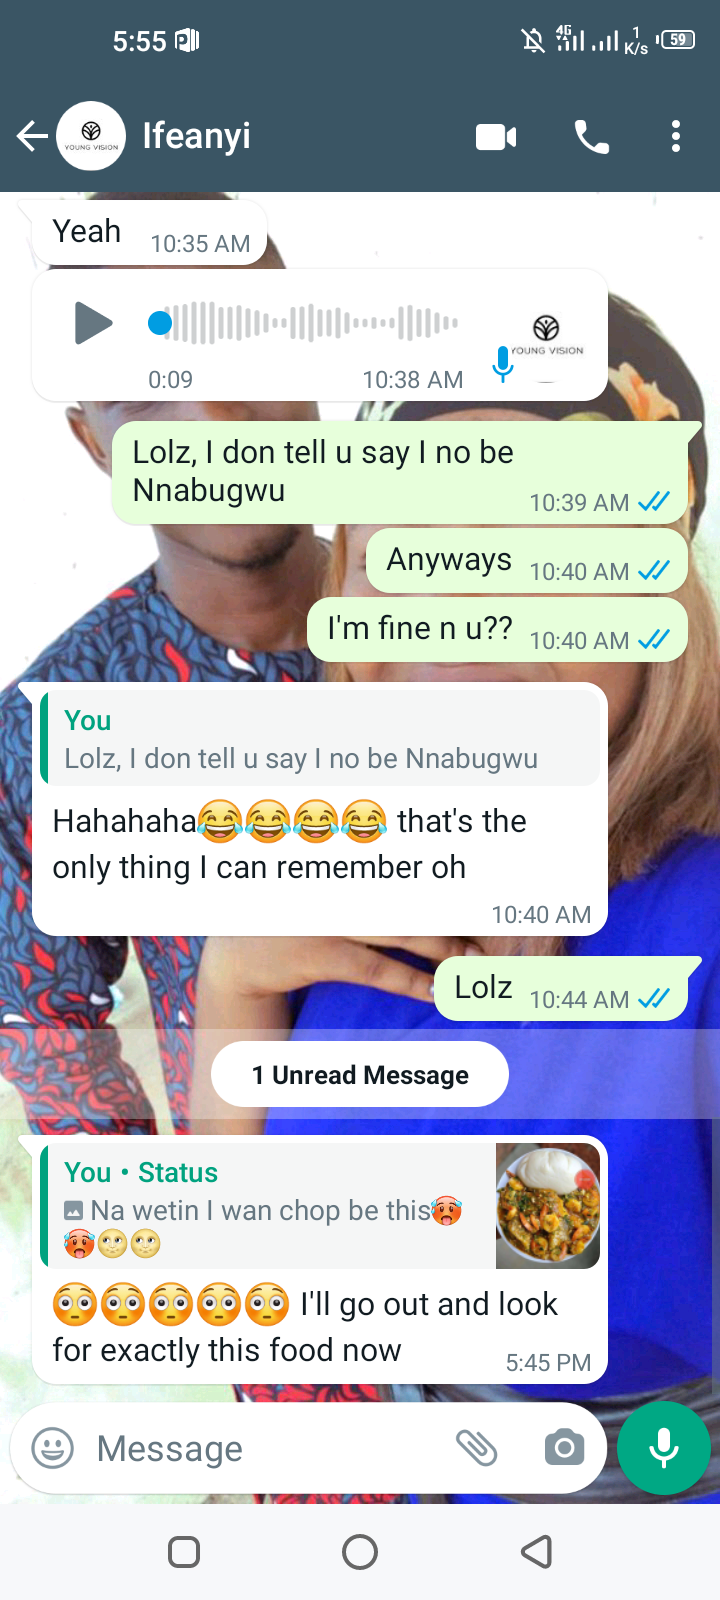 5:55
4G
1
K/s
59
YOUNG VISION
Ifeanyi
Yeah 10:35 AM
YOUNG VISION
0:09 10:38 AM
Lolz, I don tell u say I no be
Nnabugwu 10:39 AM
Anyways 10:40 AM
I'm fine n u?? 10:40 AM
You
Lolz, I don tell u say I no be Nnabugwu
Hahahaha😂😂😂😂 that's the
only thing I can remember oh
10:40 AM
Lolz 10:44 AM
1 Unread Message
You • Status
Na wetin I wan chop be this🥵
🥵🌝🌝
😳😳😳😳😳 I'll go out and look
for exactly this food now 5:45 PM
Message